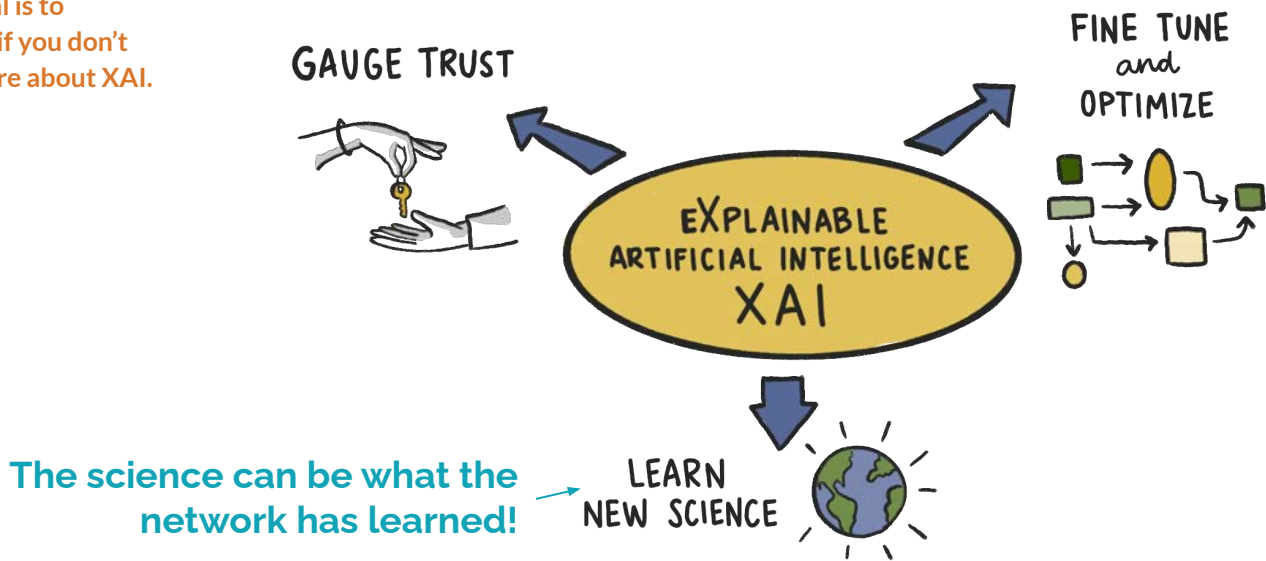 al is to
if you don't
re about XAI.
GAUGE TRUST
FINE TUNE
and
OPTIMIZE
EXPLAINABLE
ARTIFICIAL INTELLIGENCE
XAI
The science can be what the
network has learned!
LEARN
NEW SCIENCE